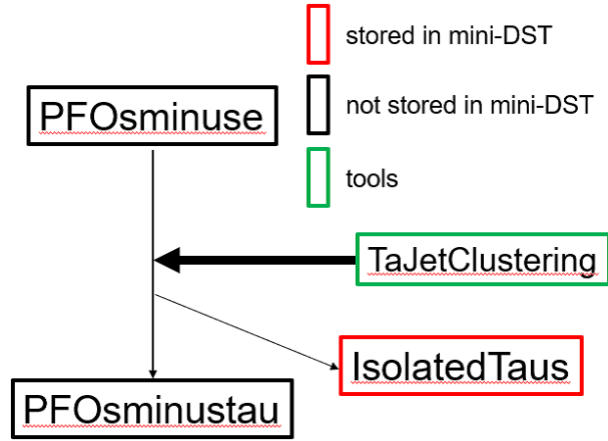 stored in mini-DST
PFOsminuse
not stored in mini-DST
tools
TaJetClustering
IsolatedTaus
PFOsminustau